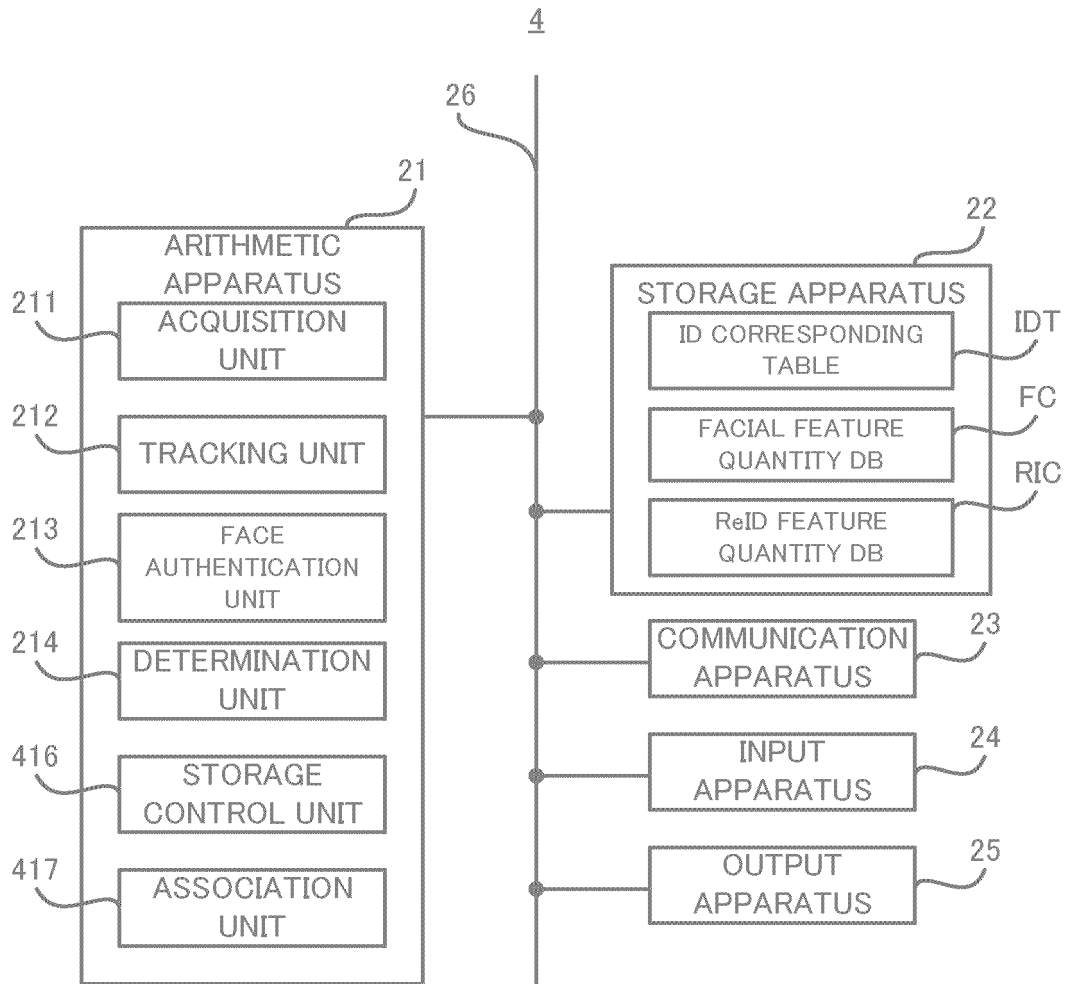 4
26
21
ARITHMETIC
APPARATUS
211
ACQUISITION
UNIT
212
TRACKING UNIT
213
FACE
AUTHENTICATION
UNIT
214
DETERMINATION
UNIT
416
STORAGE
CONTROL UNIT
417
ASSOCIATION
UNIT
22
STORAGE APPARATUS
ID CORRESPONDING
TABLE
IDT
FACIAL FEATURE
QUANTITY DB
FC
ReID FEATURE
QUANTITY DB
RIC
COMMUNICATION
APPARATUS
23
INPUT
APPARATUS
24
OUTPUT
APPARATUS
25